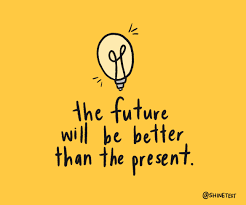 the future
will be better
than the present.
@SHINETEXT